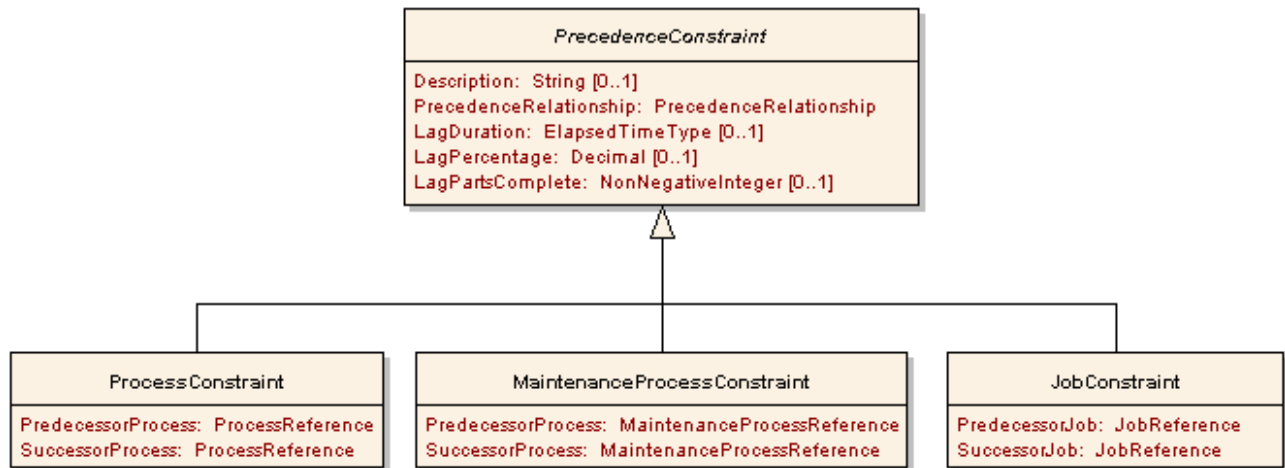 PrecedenceConstraint
Description: String [0..1]
PrecedenceRelationship: PrecedenceRelationship
LagDuration: ElapsedTimeType [0..1]
LagPercentage: Decimal [0..1]
LagPartsComplete: NonNegativeInteger [0..1]
ProcessConstraint
PredecessorProcess: ProcessReference
SuccessorProcess: ProcessReference
MaintenanceProcessConstraint
PredecessorProcess: MaintenanceProcessReference
SuccessorProcess: MaintenanceProcessReference
JobConstraint
PredecessorJob: JobReference
SuccessorJob: JobReference